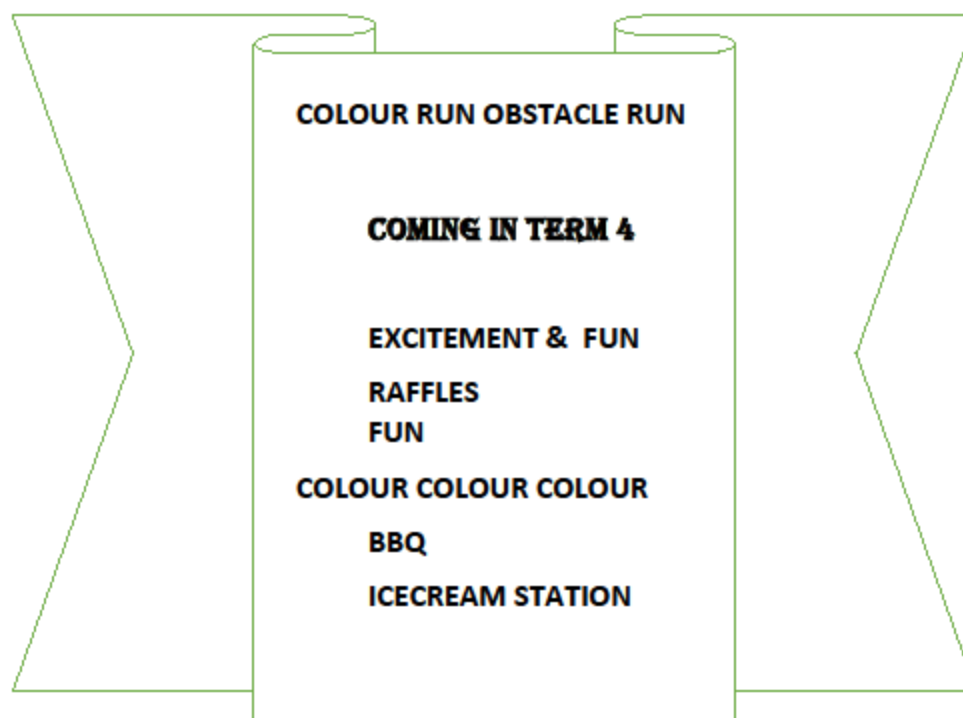 COLOUR RUN OBSTACLE RUN
COMING IN TERM 4
EXCITEMENT &  FUN
RAFFLES
FUN
COLOUR COLOUR COLOUR
BBQ
ICECREAM STATION